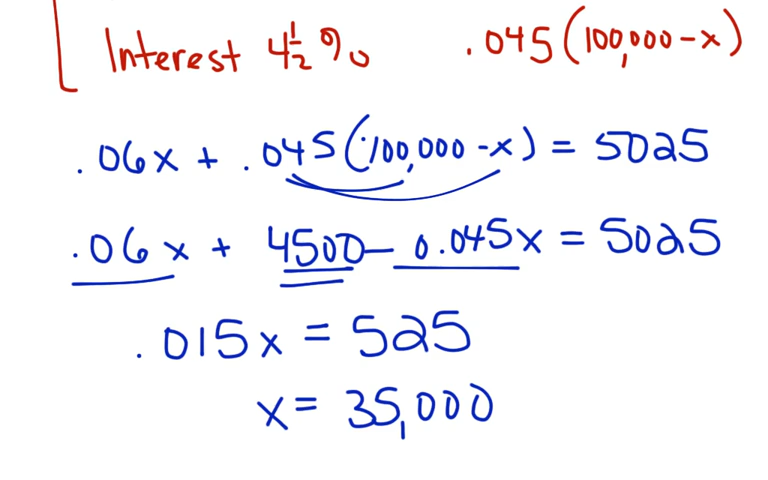 Interest 4½% .045(100,000-x)
.06x + .045(100,000-x) = 5025
.06x + 4500 - 0.045x = 5025
.015x = 525
x = 35,000